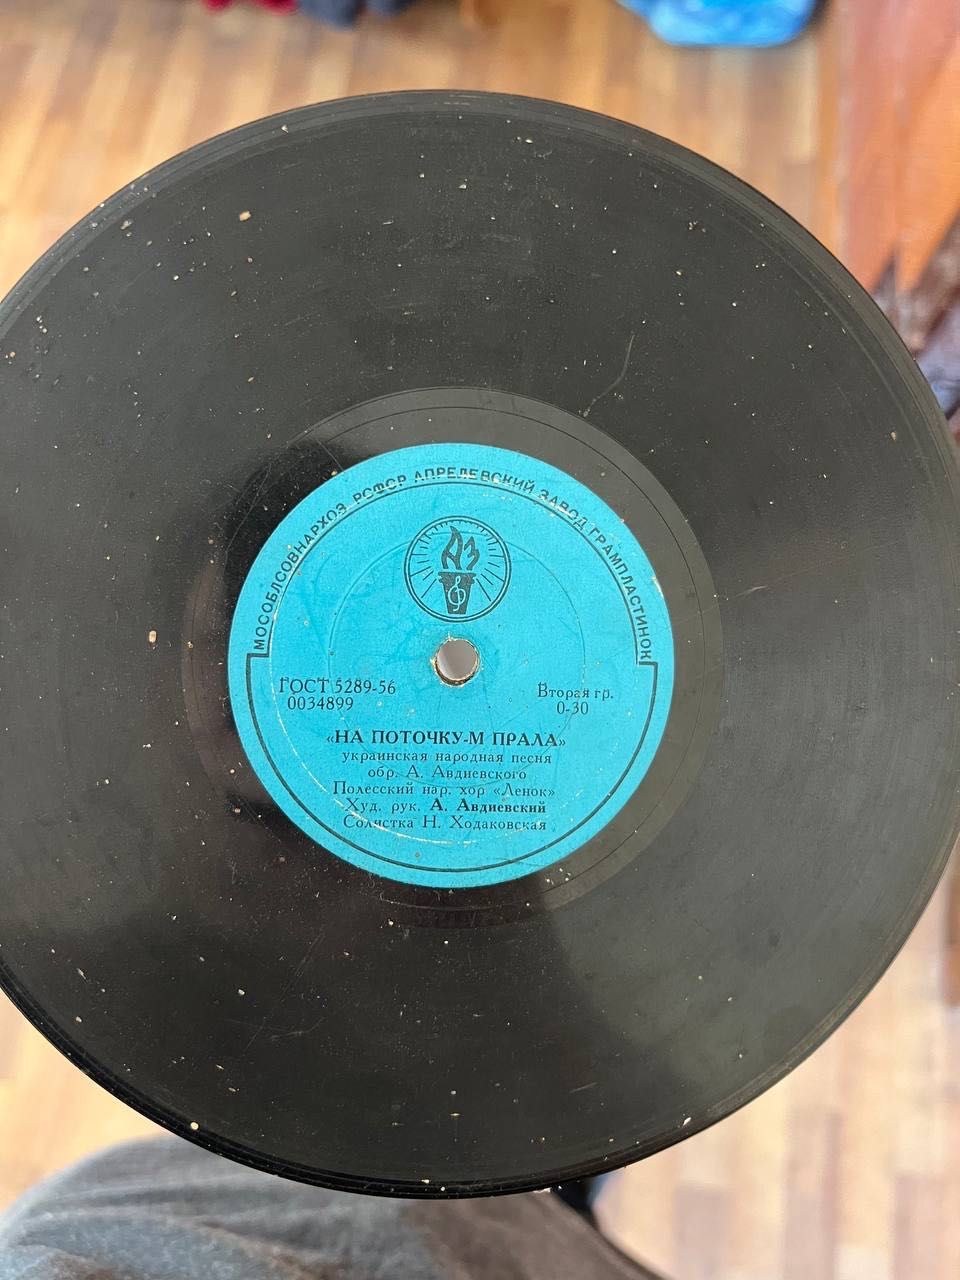 МОСОБЛСОВНАРХОЗ РСФСР АПРЕЛЕВСКИЙ ЗАВОД ГРАМПЛАСТИНОК
АЗ
ГОСТ 5289-56
0034899
Вторая гр.
0-30
«НА ПОТОЧКУ-М ПРАЛА»
украинская народная песня
обр. А. Авдиевского
Полесский нар. хор «Ленок»
Худ. рук. А. Авдиевский
Солистка Н. Ходаковская